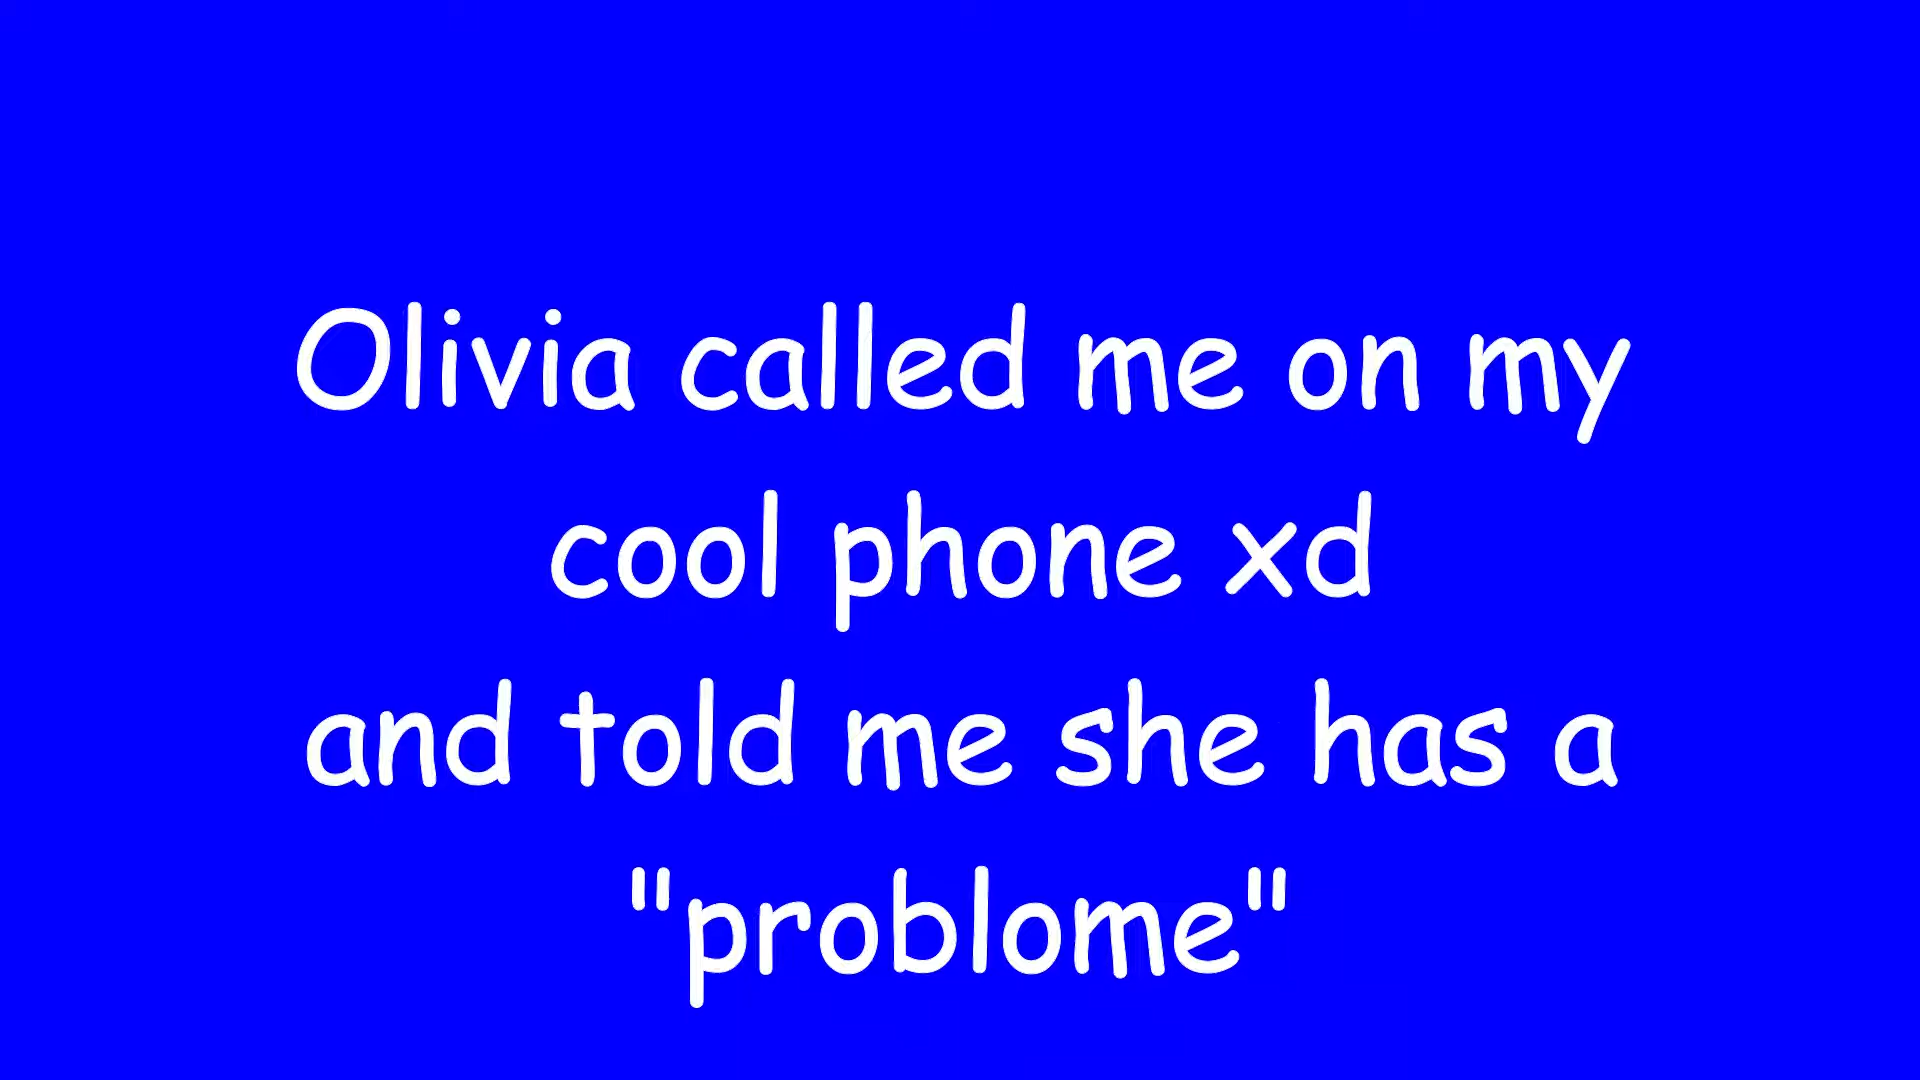 Olivia called me on my
cool phone xd
and told me she has a
"problome"